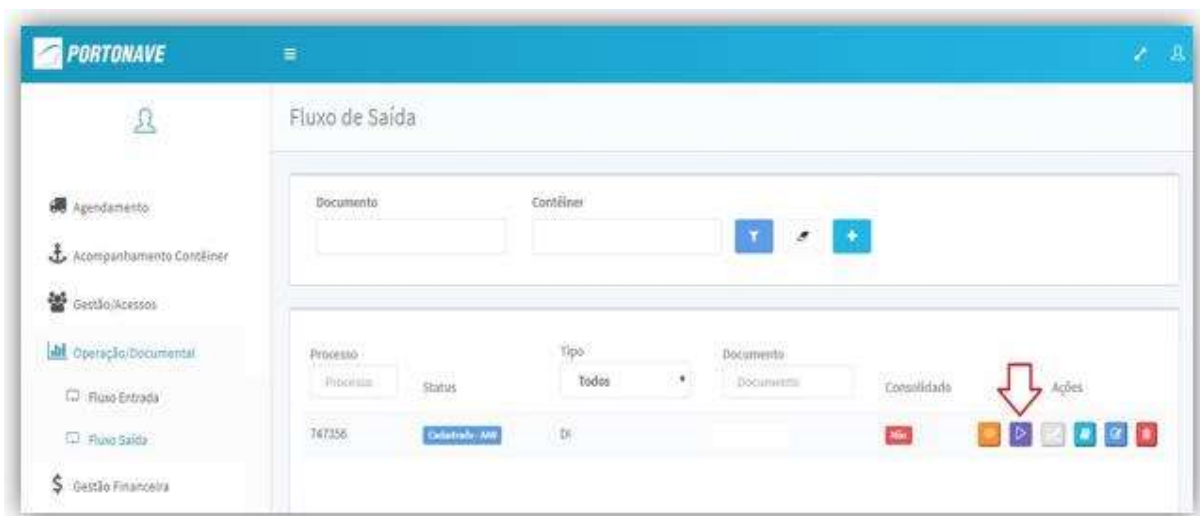 PORTONAVE
Fluxo de Saída
Documento
Contêiner
Agendamento
Acompanhamento Contêiner
Gestão/Acessos
Operação/Documental
Fluxo Entrada
Fluxo Saída
Gestão Financeira
Processo
Tipo
Documento
Processo
Status
Todos
Documento
Consolidado
Ações
747356
DI
Não